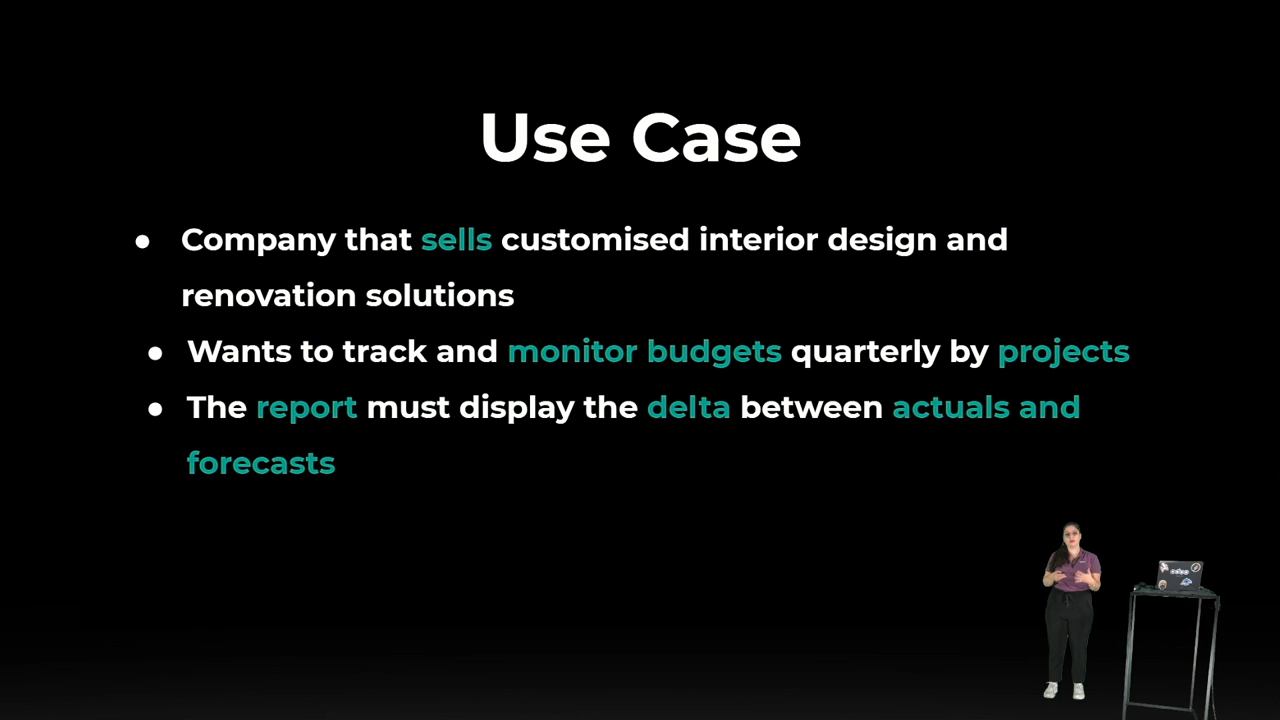 Use Case
● Company that sells customised interior design and
renovation solutions
● Wants to track and monitor budgets quarterly by projects
● The report must display the delta between actuals and
forecasts
odoo